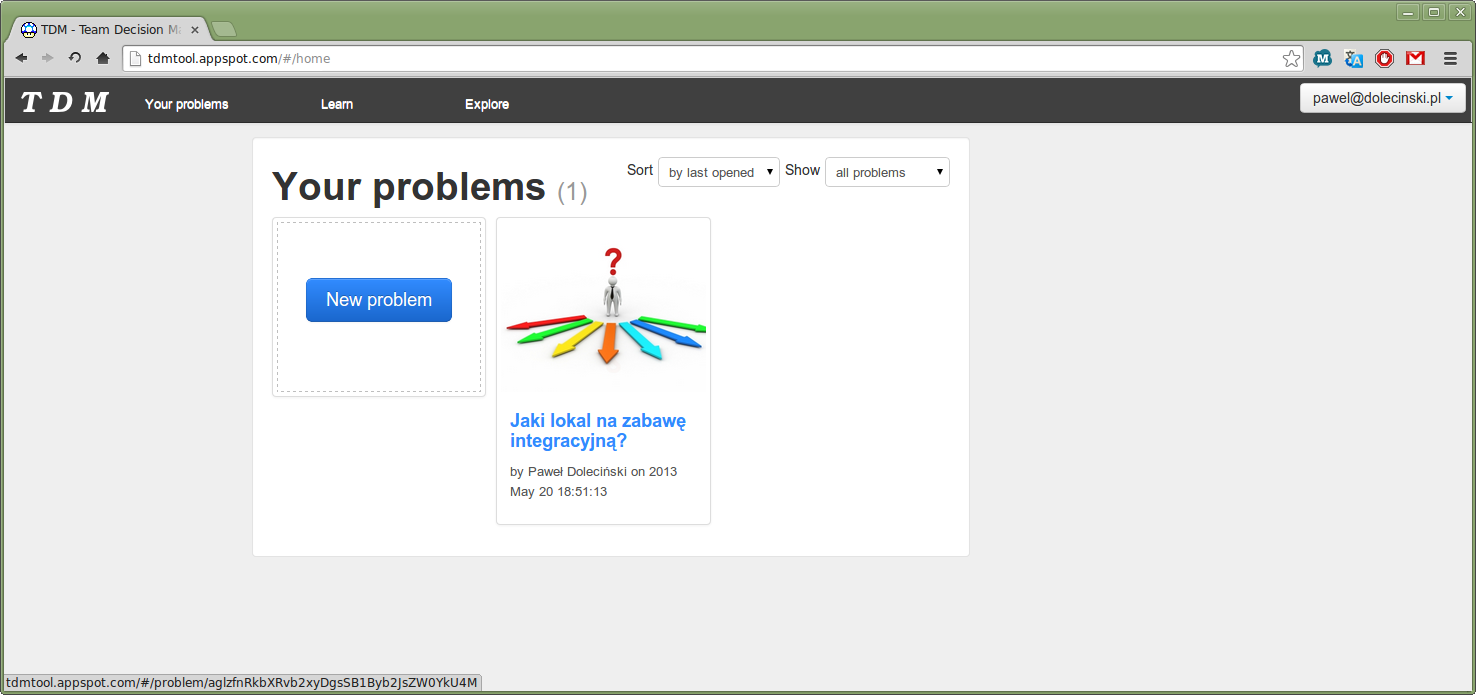 TDM - Team Decision Ma
tdmtool.appspot.com/#/home
TDM
Your problems
Learn
Explore
pawel@dolecinski.pl
Your problems (1)
Sort
by last opened
Show
all problems
New problem
?
Jaki lokal na zabawę
integracyjną?
by Paweł Doleciński on 2013
May 20 18:51:13
tdmtool.appspot.com/#/problem/aglzfnRkbXRvb2xyDgsSB1Byb2JsZW0YkU4M